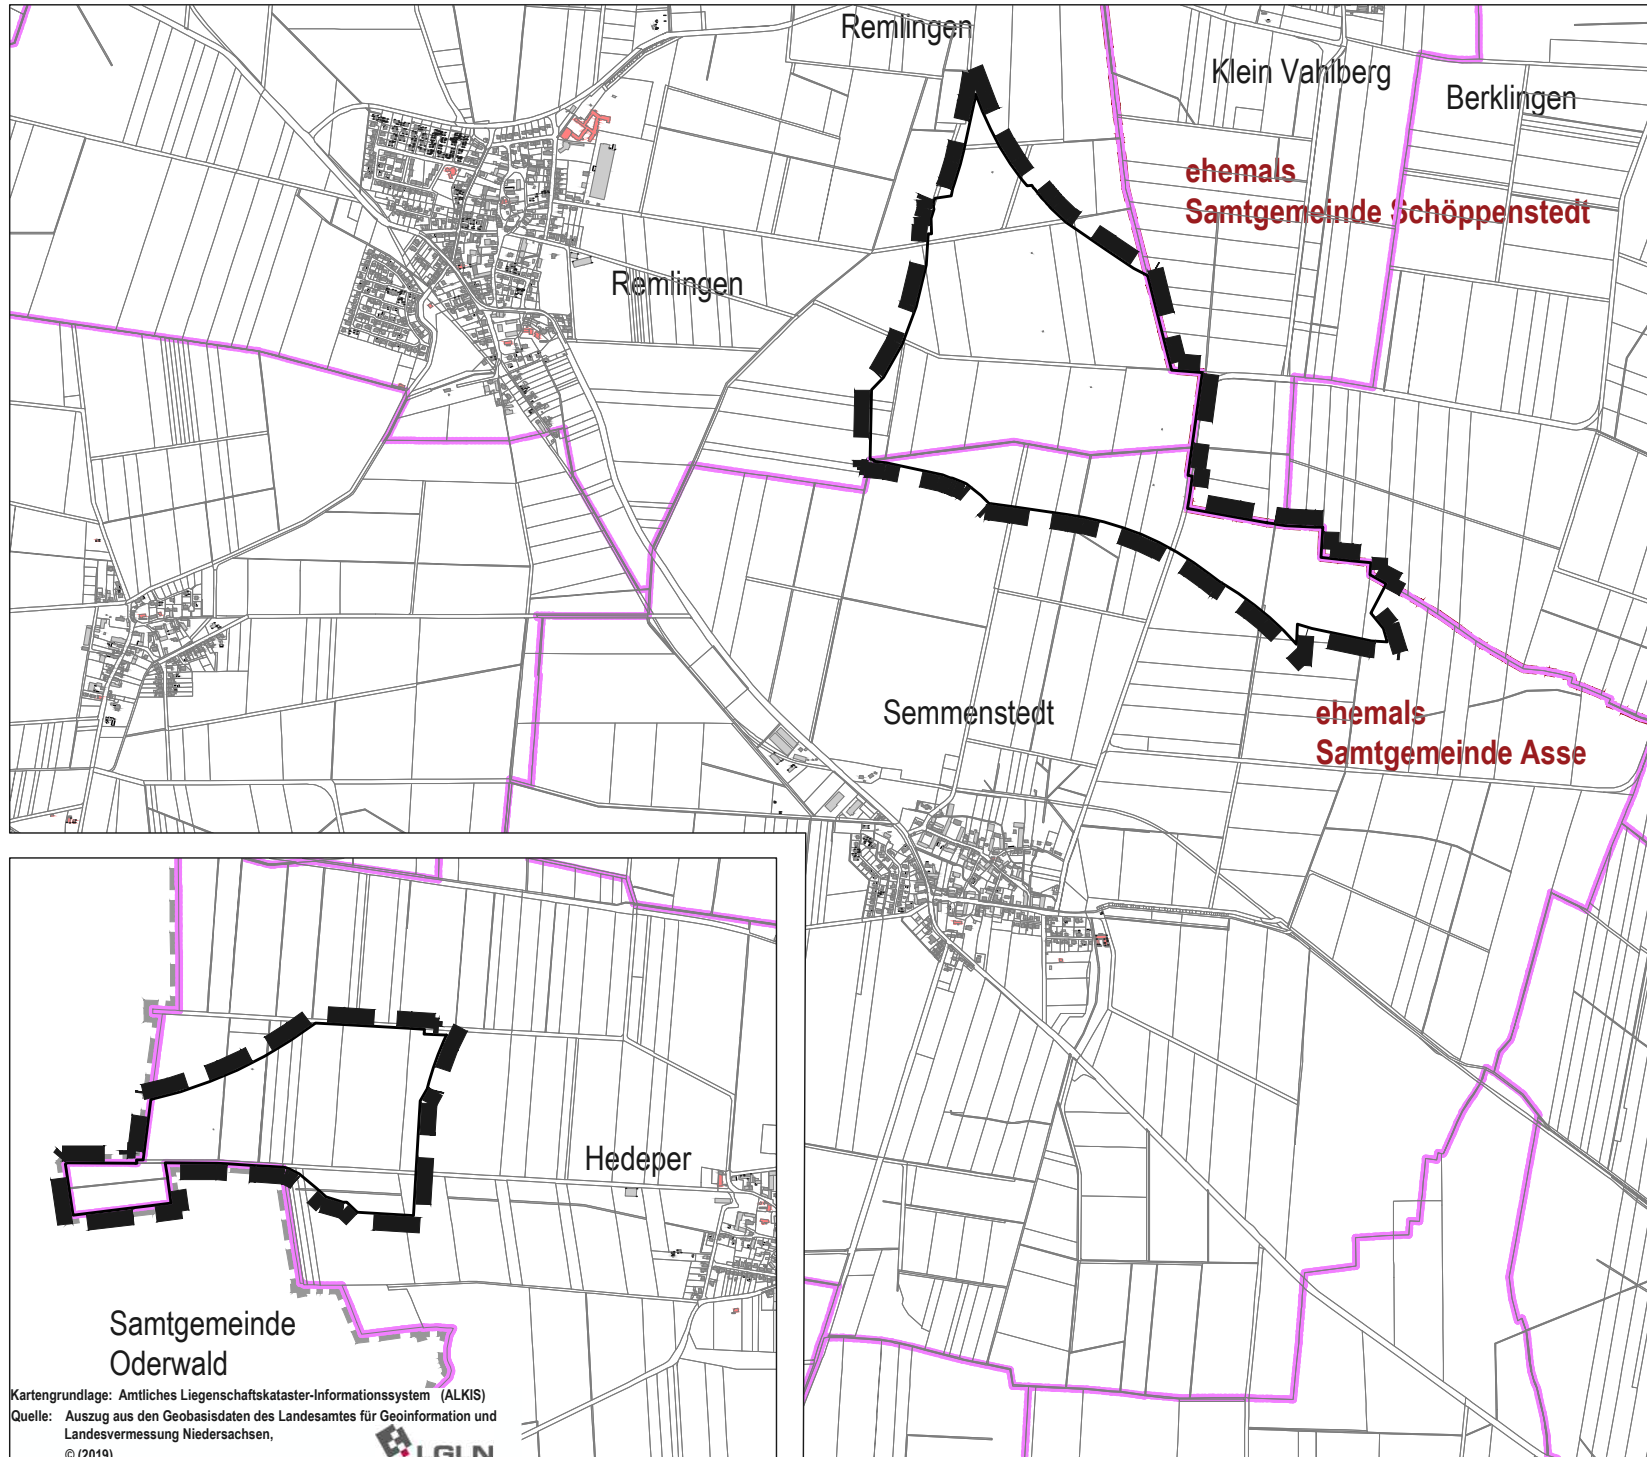 Remlingen
Klein Vahlberg
Berklingen
ehemals
Samtgemeinde Schöppenstedt
Remlingen
Semmenstedt
ehemals
Samtgemeinde Asse
Hedeper
Samtgemeinde
Oderwald
Kartengrundlage: Amtliches Liegenschaftskataster-Informationssystem (ALKIS)
Quelle: Auszug aus den Geobasisdaten des Landesamtes für Geoinformation und
Landesvermessung Niedersachsen,
© (2019)
LGLN